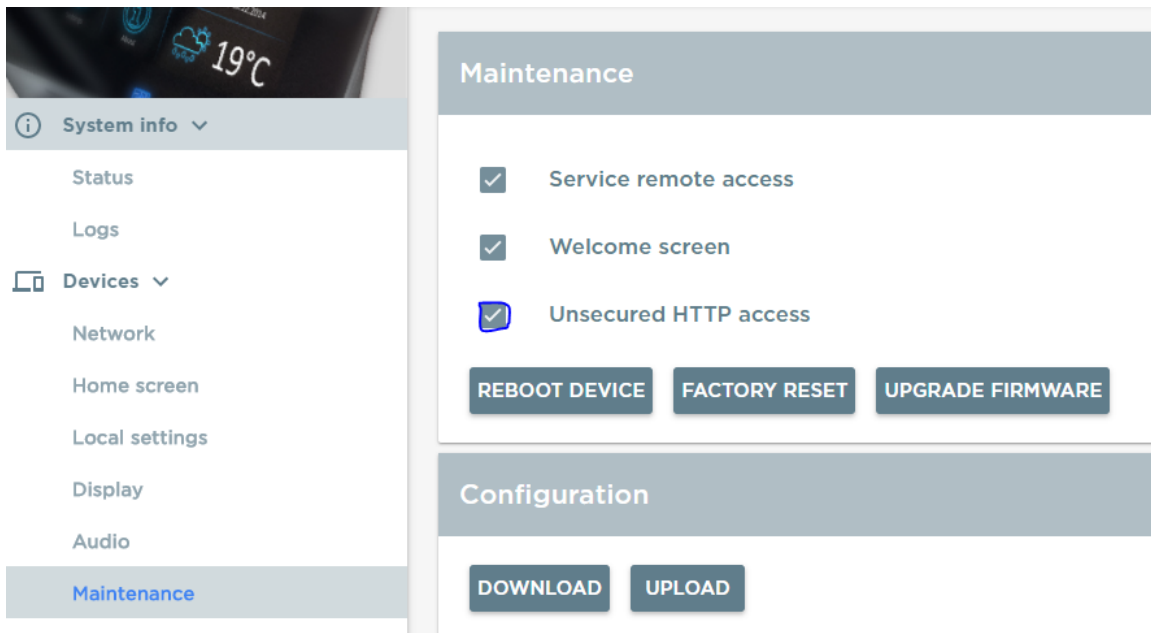 19°C
System info
Status
Logs
Devices
Network
Home screen
Local settings
Display
Audio
Maintenance
Maintenance
Service remote access
Welcome screen
Unsecured HTTP access
REBOOT DEVICE FACTORY RESET UPGRADE FIRMWARE
Configuration
DOWNLOAD UPLOAD